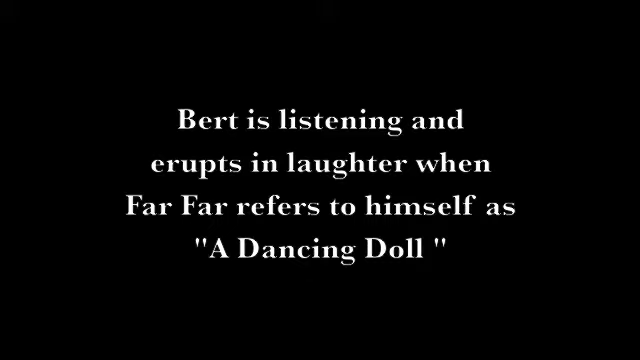 Bert is listening and
erupts in laughter when
Far Far refers to himself as
"A Dancing Doll "